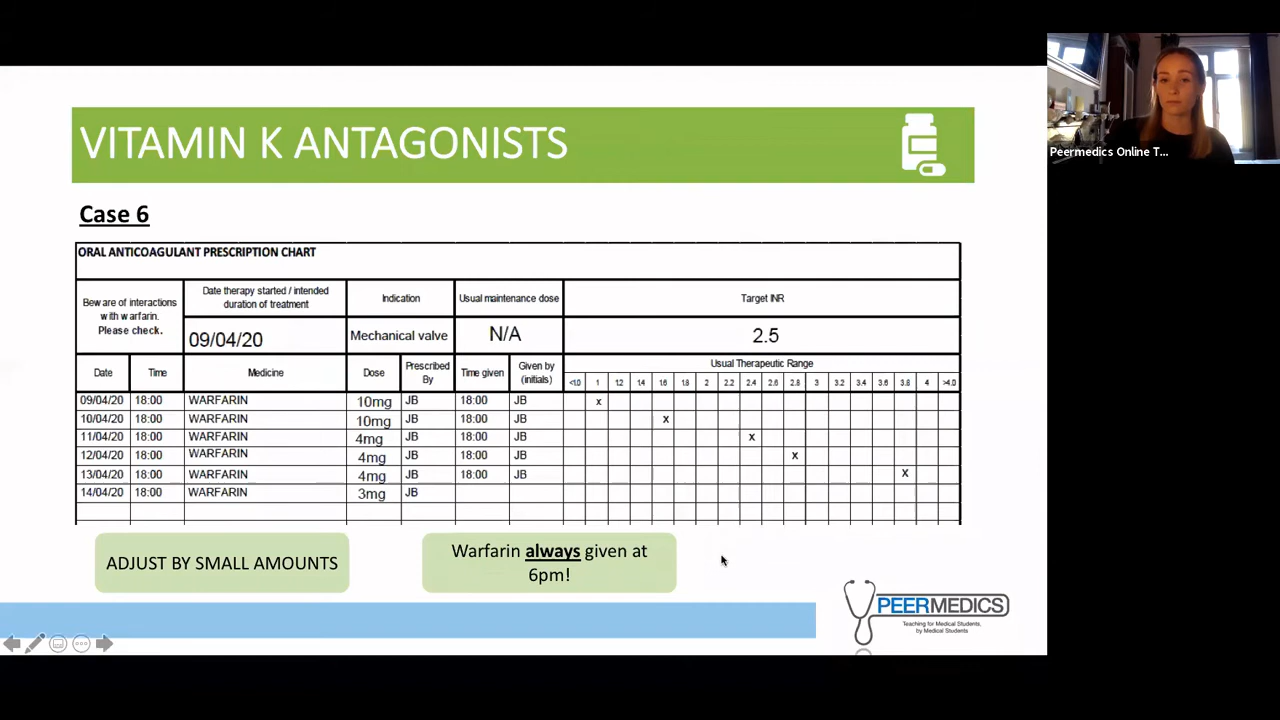 Peermedics Online T...
VITAMIN K ANTAGONISTS
Case 6
ORAL ANTICOAGULANT PRESCRIPTION CHART
Beware of interactions with warfarin. Please check.
Date therapy started / intended duration of treatment
Indication
Usual maintenance dose
Target INR
09/04/20
Mechanical valve
N/A
2.5
Usual Therapeutic Range
Date Time Medicine Dose Prescribed By Time given Given by (initials) <1.0 1 1.2 1.4 1.6 1.8 2 2.2 2.4 2.6 2.8 3 3.2 3.4 3.6 3.8 4 >4.0
09/04/20 18:00 WARFARIN 10mg JB 18:00 JB x
10/04/20 18:00 WARFARIN 10mg JB 18:00 JB x
11/04/20 18:00 WARFARIN 4mg JB 18:00 JB x
12/04/20 18:00 WARFARIN 4mg JB 18:00 JB x
13/04/20 18:00 WARFARIN 4mg JB 18:00 JB x
14/04/20 18:00 WARFARIN 3mg JB
ADJUST BY SMALL AMOUNTS
Warfarin always given at
6pm!
PEERMEDICS
Teaching for Medical Students,
by Medical Students